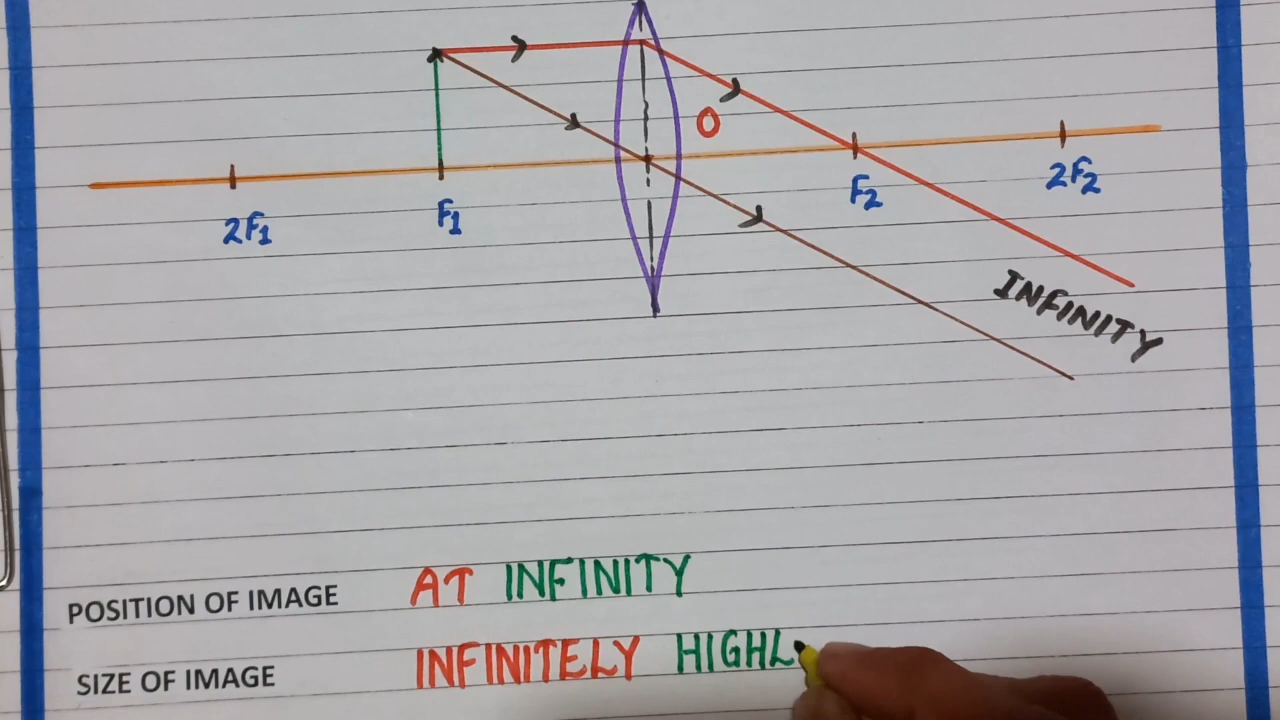 O
2F1
F1
F2
2F2
INFINITY
POSITION OF IMAGE AT INFINITY
SIZE OF IMAGE INFINITELY HIGHL